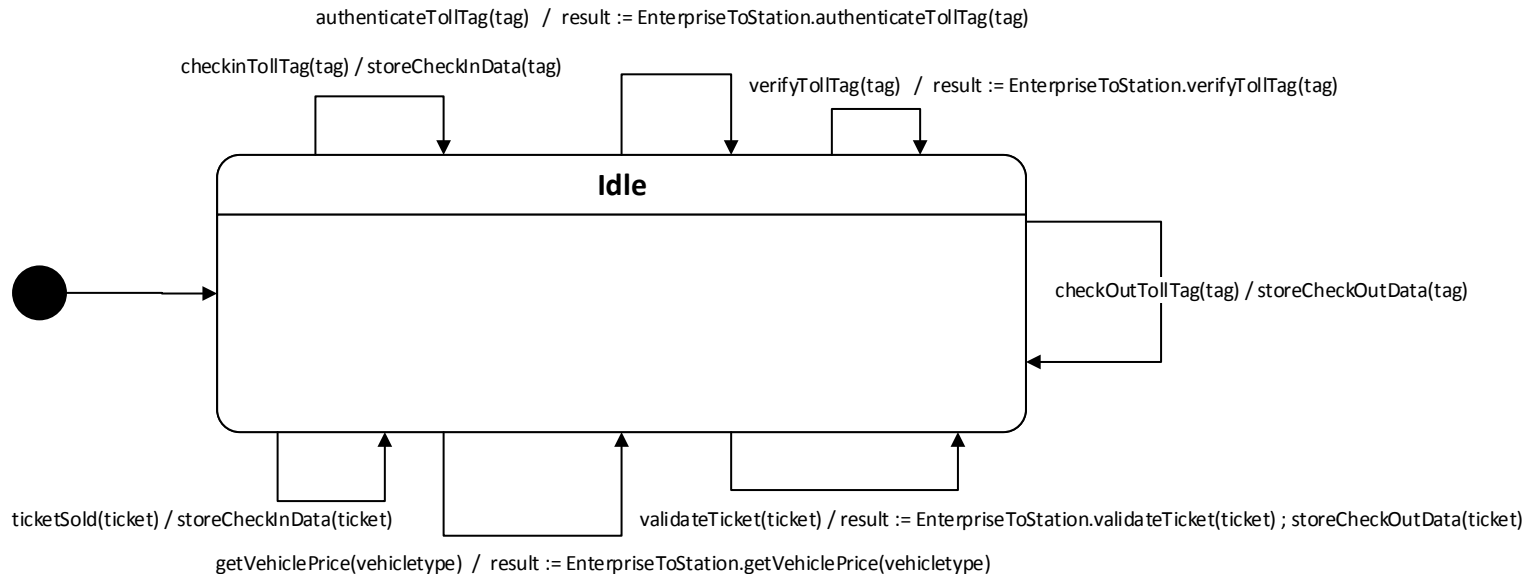 authenticateTollTag(tag) / result := EnterpriseToStation.authenticateTollTag(tag)
checkinTollTag(tag) / storeCheckInData(tag)
verifyTollTag(tag) / result := EnterpriseToStation.verifyTollTag(tag)
Idle
checkOutTollTag(tag) / storeCheckOutData(tag)
ticketSold(ticket) / storeCheckInData(ticket)
validateTicket(ticket) / result := EnterpriseToStation.validateTicket(ticket) ; storeCheckOutData(ticket)
getVehiclePrice(vehicletype) / result := EnterpriseToStation.getVehiclePrice(vehicletype)